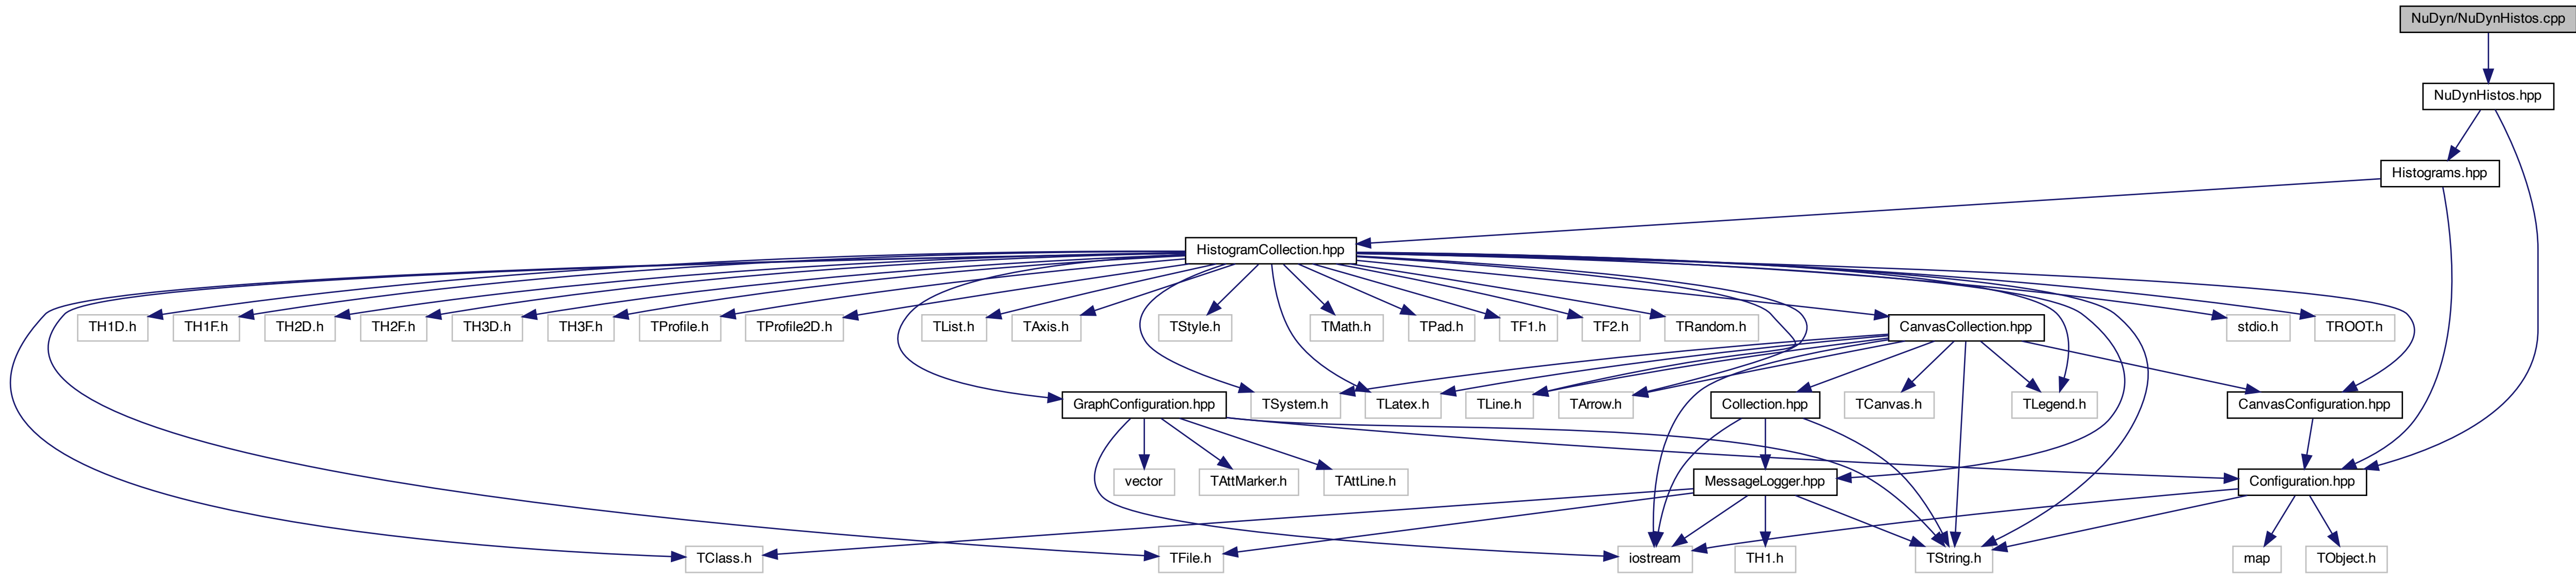 NuDyn/NuDynHistos.cpp
NuDynHistos.hpp
Histograms.hpp
HistogramCollection.hpp
TH1D.h
TH1F.h
TH2D.h
TH2F.h
TH3D.h
TH3F.h
TProfile.h
TProfile2D.h
TList.h
TAxis.h
TStyle.h
TMath.h
TPad.h
TF1.h
TF2.h
TRandom.h
CanvasCollection.hpp
stdio.h
TROOT.h
GraphConfiguration.hpp
TSystem.h
TLatex.h
TLine.h
TArrow.h
Collection.hpp
TCanvas.h
TLegend.h
CanvasConfiguration.hpp
vector
TAttMarker.h
TAttLine.h
MessageLogger.hpp
Configuration.hpp
TClass.h
TFile.h
iostream
TH1.h
TString.h
map
TObject.h